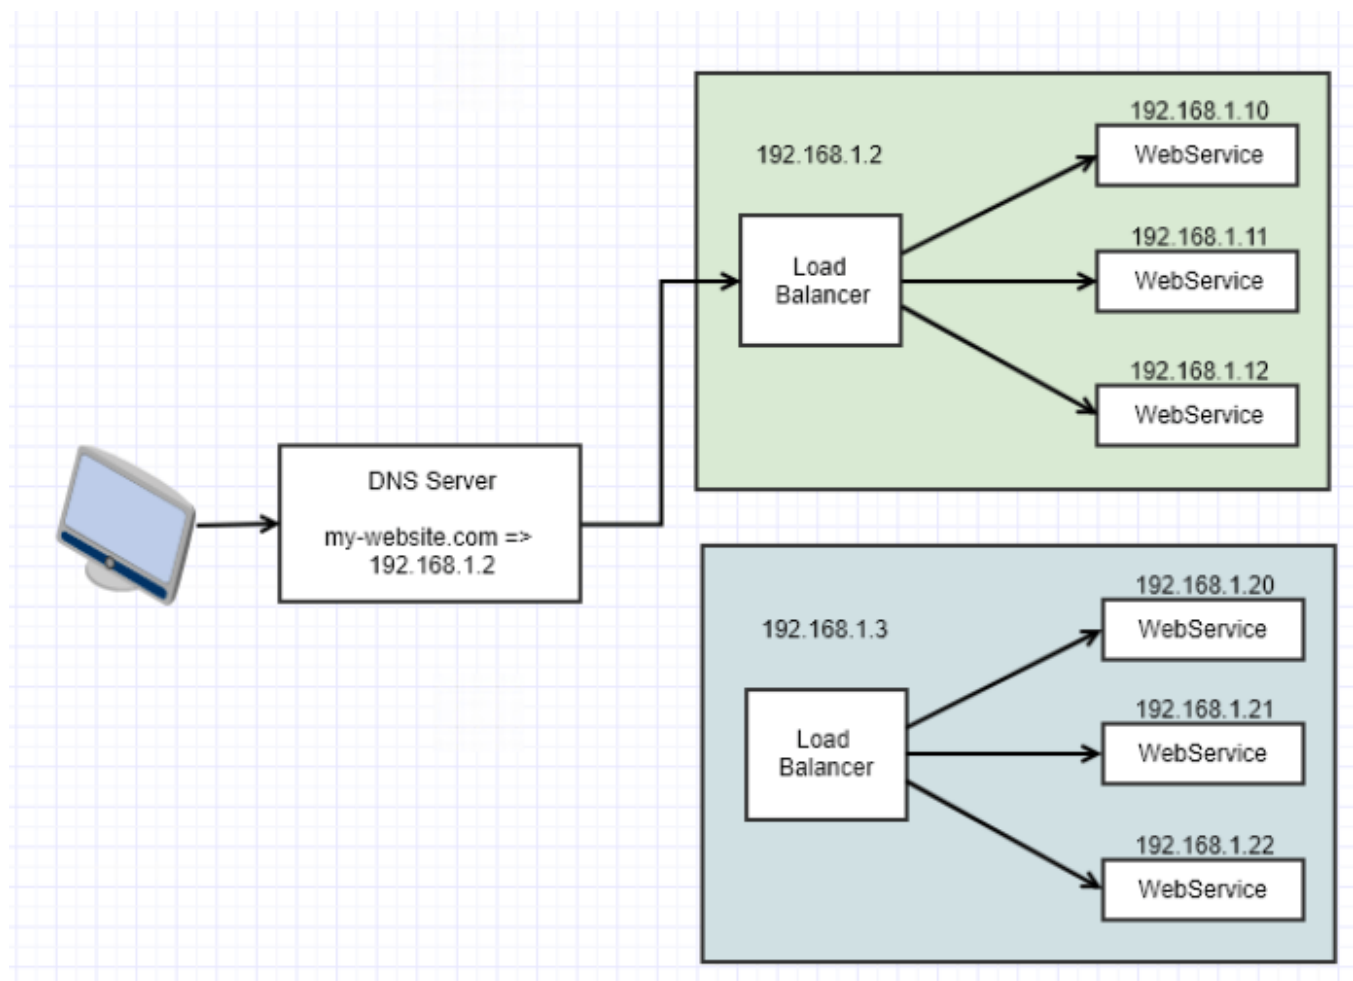 DNS Server
my-website.com =>
192.168.1.2
192.168.1.2
Load
Balancer
192.168.1.10
WebService
192.168.1.11
WebService
192.168.1.12
WebService
192.168.1.3
Load
Balancer
192.168.1.20
WebService
192.168.1.21
WebService
192.168.1.22
WebService